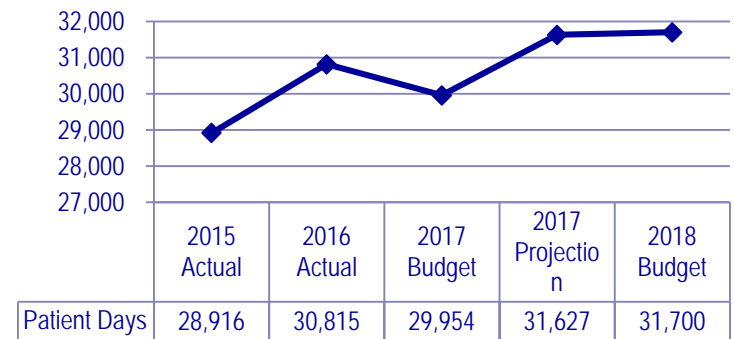 32,000
31,000
30,000
29,000
28,000
27,000
2015 Actual
2016 Actual
2017 Budget
2017 Projectio n
2018 Budget
Patient Days 28,916 30,815 29,954 31,627 31,700